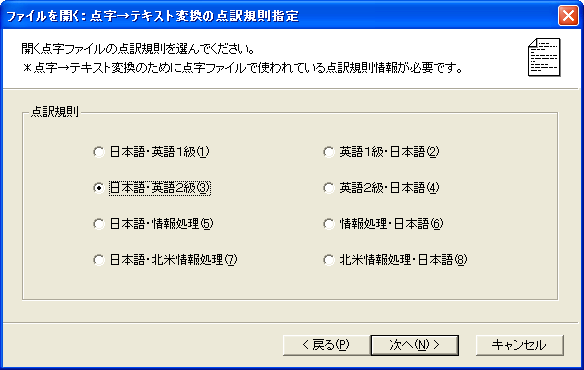 ファイルを開く：点字→テキスト変換の点訳規則指定
開く点字ファイルの点訳規則を選んでください。
＊点字→テキスト変換のために点字ファイルで使われている点訳規則情報が必要です。
点訳規則
日本語・英語１級(1)
英語１級・日本語(2)
日本語・英語２級(3)
英語２級・日本語(4)
日本語・情報処理(5)
情報処理・日本語(6)
日本語・北米情報処理(7)
北米情報処理・日本語(8)
< 戻る(P)
次へ(N) >
キャンセル